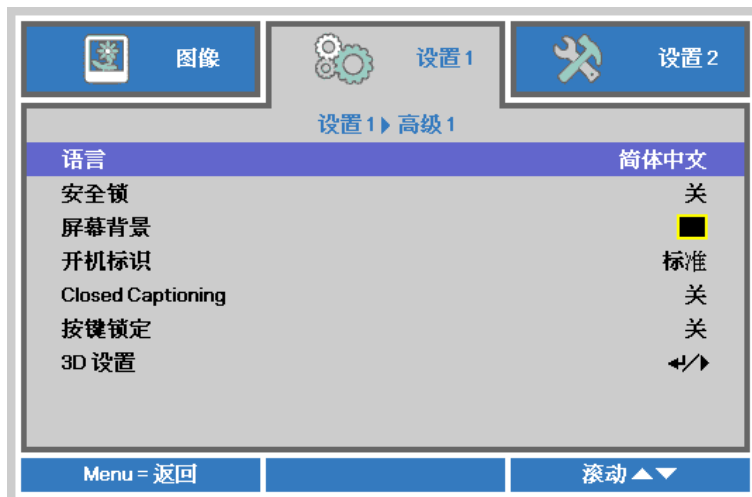 图像 设置 1 设置 2
设置 1 高级 1
语言 简体中文
安全锁 关
屏幕背景
开机标识 标准
Closed Captioning 关
按键锁定 关
3D 设置 /
Menu = 返回 滚动